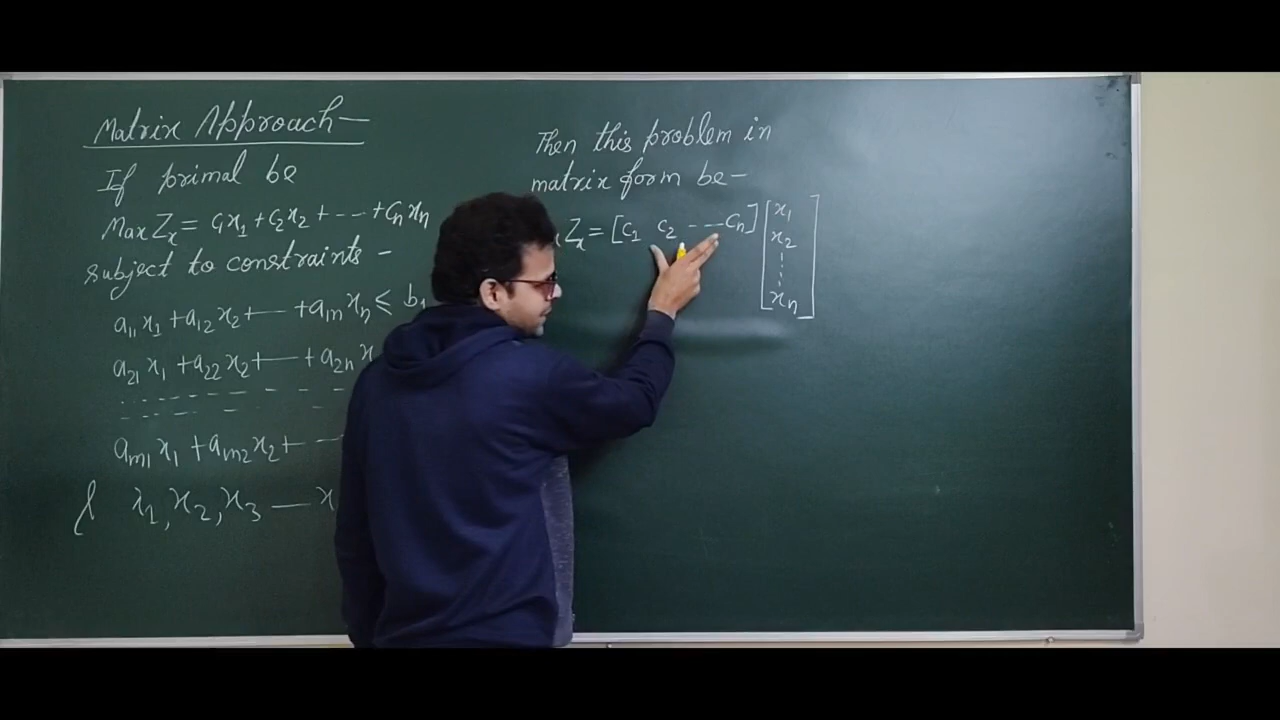 Matrix Approach—
If primal be
Max Zx = c1x1 + c2x2 + --- + cnxn
subject to constraints -
a11x1 + a12x2 + — + a1nxn ≤ b1
a21x1 + a22x2 + — + a2nx
am1x1 + am2x2 + —
& x1, x2, x3 — x
Then this problem in
matrix form be -
Zx = [c1 c2 --- cn] [x1 x2 ⋮ xn]